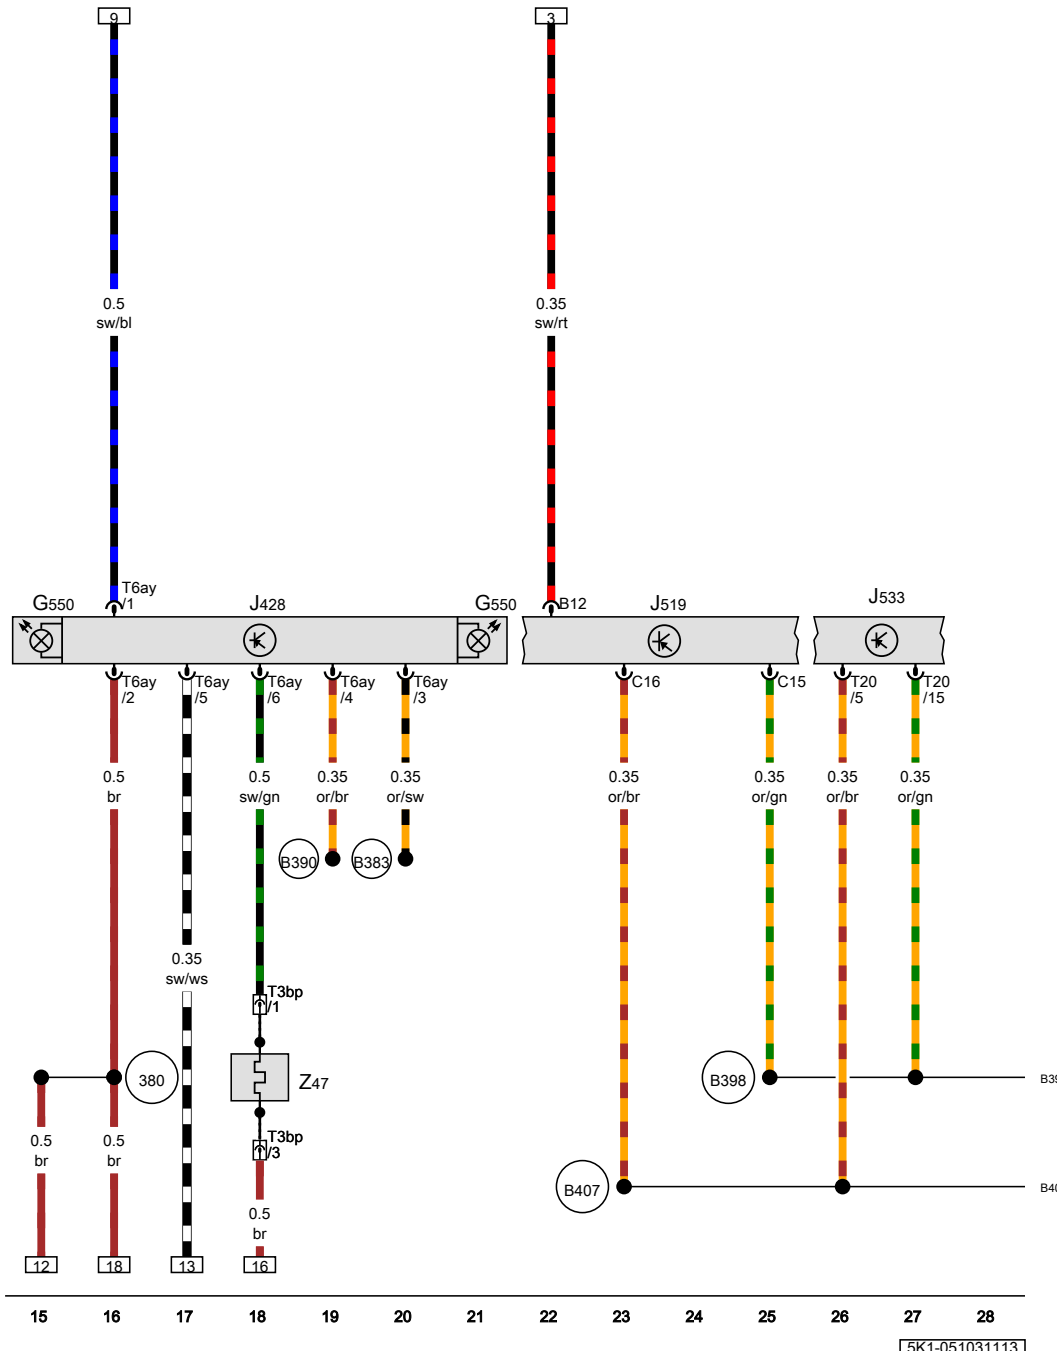 9
3
0.5
sw/bl
0.35
sw/rt
G550
T6ay
/1
J428
G550
B12
J519
J533
T6ay
/2
T6ay
/5
T6ay
/6
T6ay
/4
T6ay
/3
C16
C15
T20
/5
T20
/15
0.5
br
0.5
sw/gn
0.35
or/br
0.35
or/sw
0.35
or/br
0.35
or/gn
0.35
or/br
0.35
or/gn
B390
B383
0.35
sw/ws
T3bp
/1
380
Z47
B398
B39
T3bp
/3
0.5
br
0.5
br
B407
B40
0.5
br
12
18
13
16
15 16 17 18 19 20 21 22 23 24 25 26 27 28
5K1-051031113